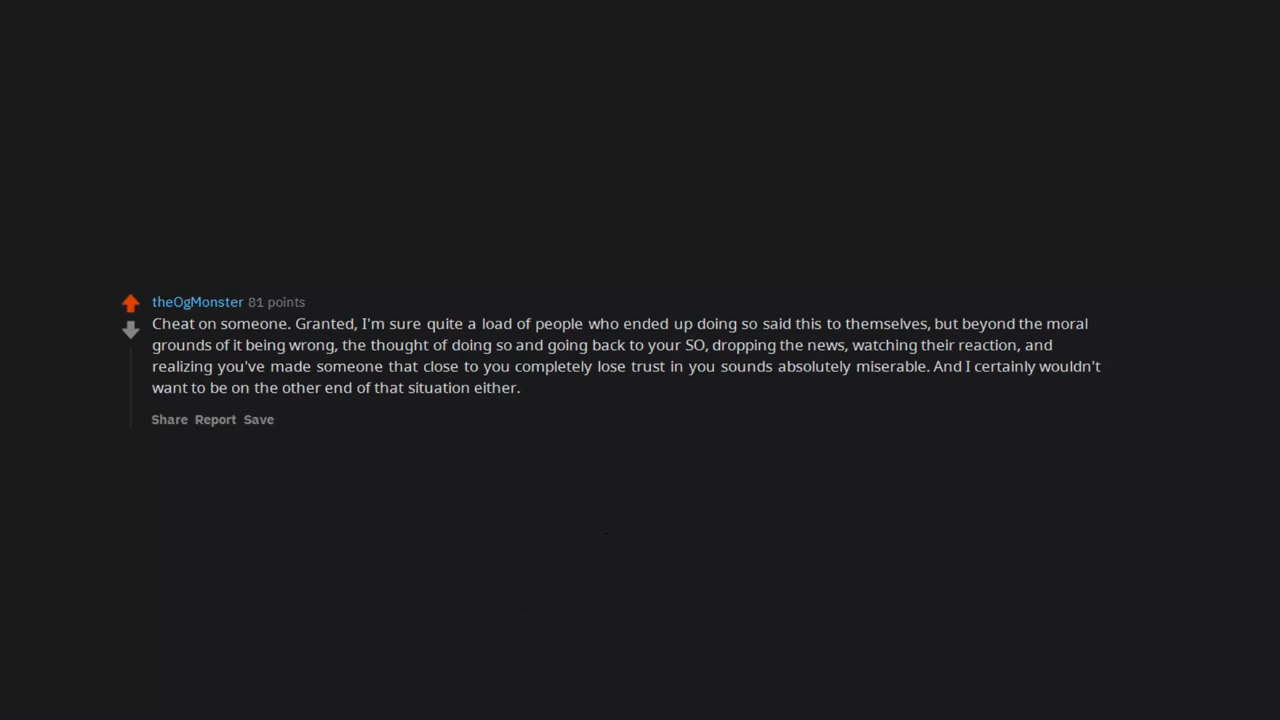 theOgMonster 81 points
Cheat on someone. Granted, I'm sure quite a load of people who ended up doing so said this to themselves, but beyond the moral
grounds of it being wrong, the thought of doing so and going back to your SO, dropping the news, watching their reaction, and
realizing you've made someone that close to you completely lose trust in you sounds absolutely miserable. And I certainly wouldn't
want to be on the other end of that situation either.
Share Report Save